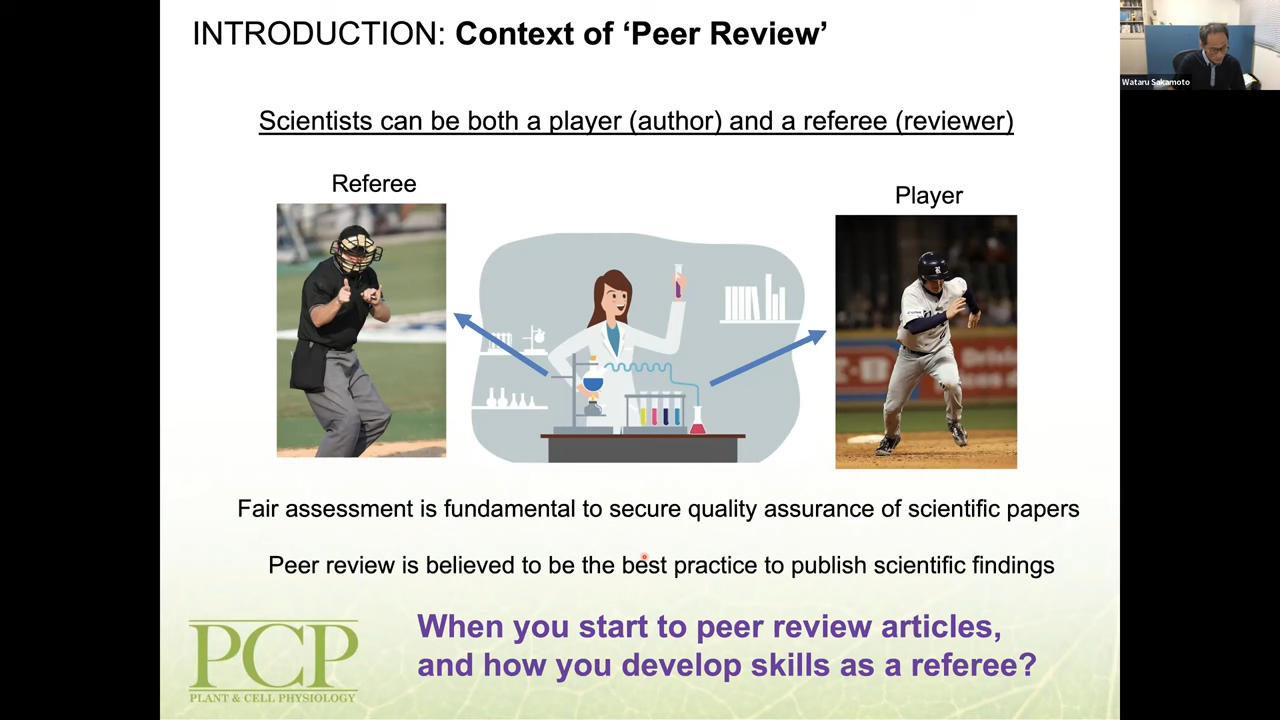 INTRODUCTION: Context of ‘Peer Review’
Wataru Sakamoto
Scientists can be both a player (author) and a referee (reviewer)
Referee
Player
Fair assessment is fundamental to secure quality assurance of scientific papers
Peer review is believed to be the best practice to publish scientific findings
When you start to peer review articles,
and how you develop skills as a referee?
PCP
PLANT & CELL PHYSIOLOGY